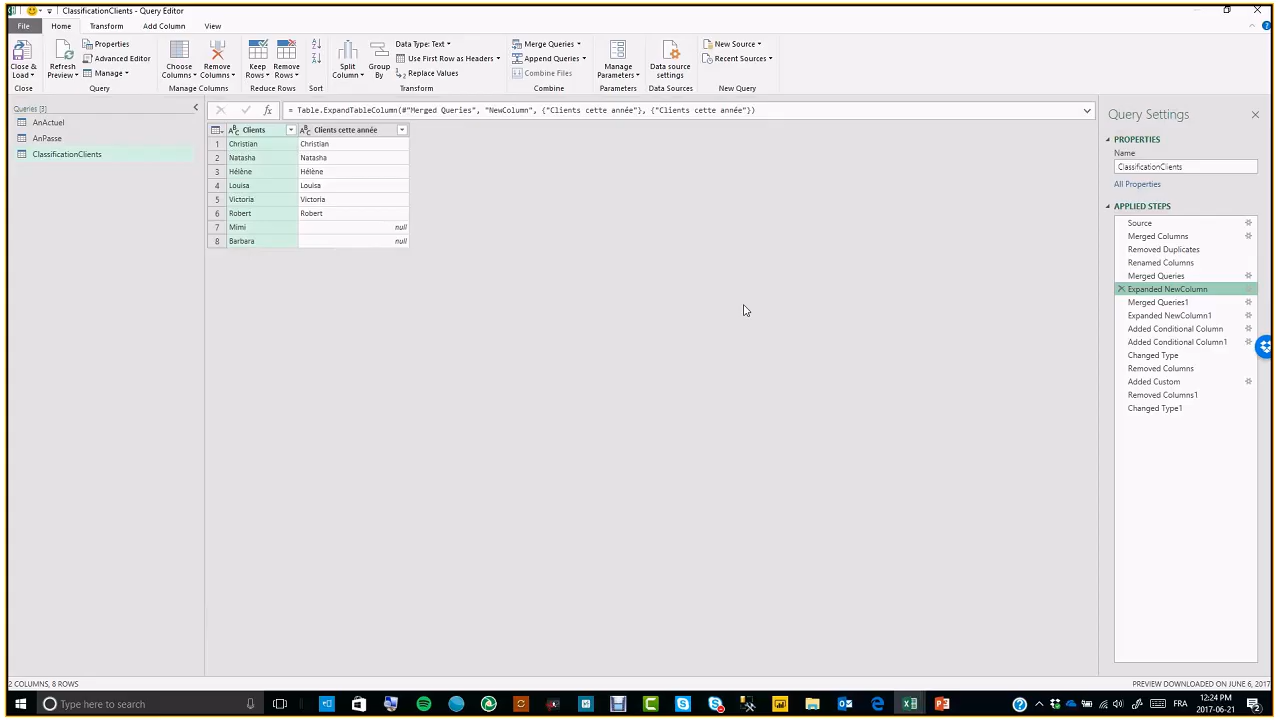 ClassificationClients - Query Editor
File Home Transform Add Column View
Close & Load
Close
Refresh Preview
Properties
Advanced Editor
Manage
Query
Choose Columns
Remove Columns
Manage Columns
Keep Rows
Remove Rows
Reduce Rows
Sort
Split Column
Group By
Data Type: Text
Use First Row as Headers
Replace Values
Transform
Merge Queries
Append Queries
Combine Files
Combine
Manage Parameters
Parameters
Data source settings
Data Sources
New Source
Recent Sources
New Query
Queries [3]
AnActuel
AnPasse
ClassificationClients
= Table.ExpandTableColumn(#"Merged Queries", "NewColumn", {"Clients cette année"}, {"Clients cette année"})
Clients Clients cette année
1 Christian Christian
2 Natasha Natasha
3 Hélène Hélène
4 Louisa Louisa
5 Victoria Victoria
6 Robert Robert
7 Mimi null
8 Barbara null
Query Settings
PROPERTIES
Name
ClassificationClients
All Properties
APPLIED STEPS
Source
Merged Columns
Removed Duplicates
Renamed Columns
Merged Queries
Expanded NewColumn
Merged Queries1
Expanded NewColumn1
Added Conditional Column
Added Conditional Column1
Changed Type
Removed Columns
Added Custom
Removed Columns1
Changed Type1
2 COLUMNS, 8 ROWS
PREVIEW DOWNLOADED ON JUNE 6, 2017
Type here to search
FRA
12:24 PM
2017-06-21